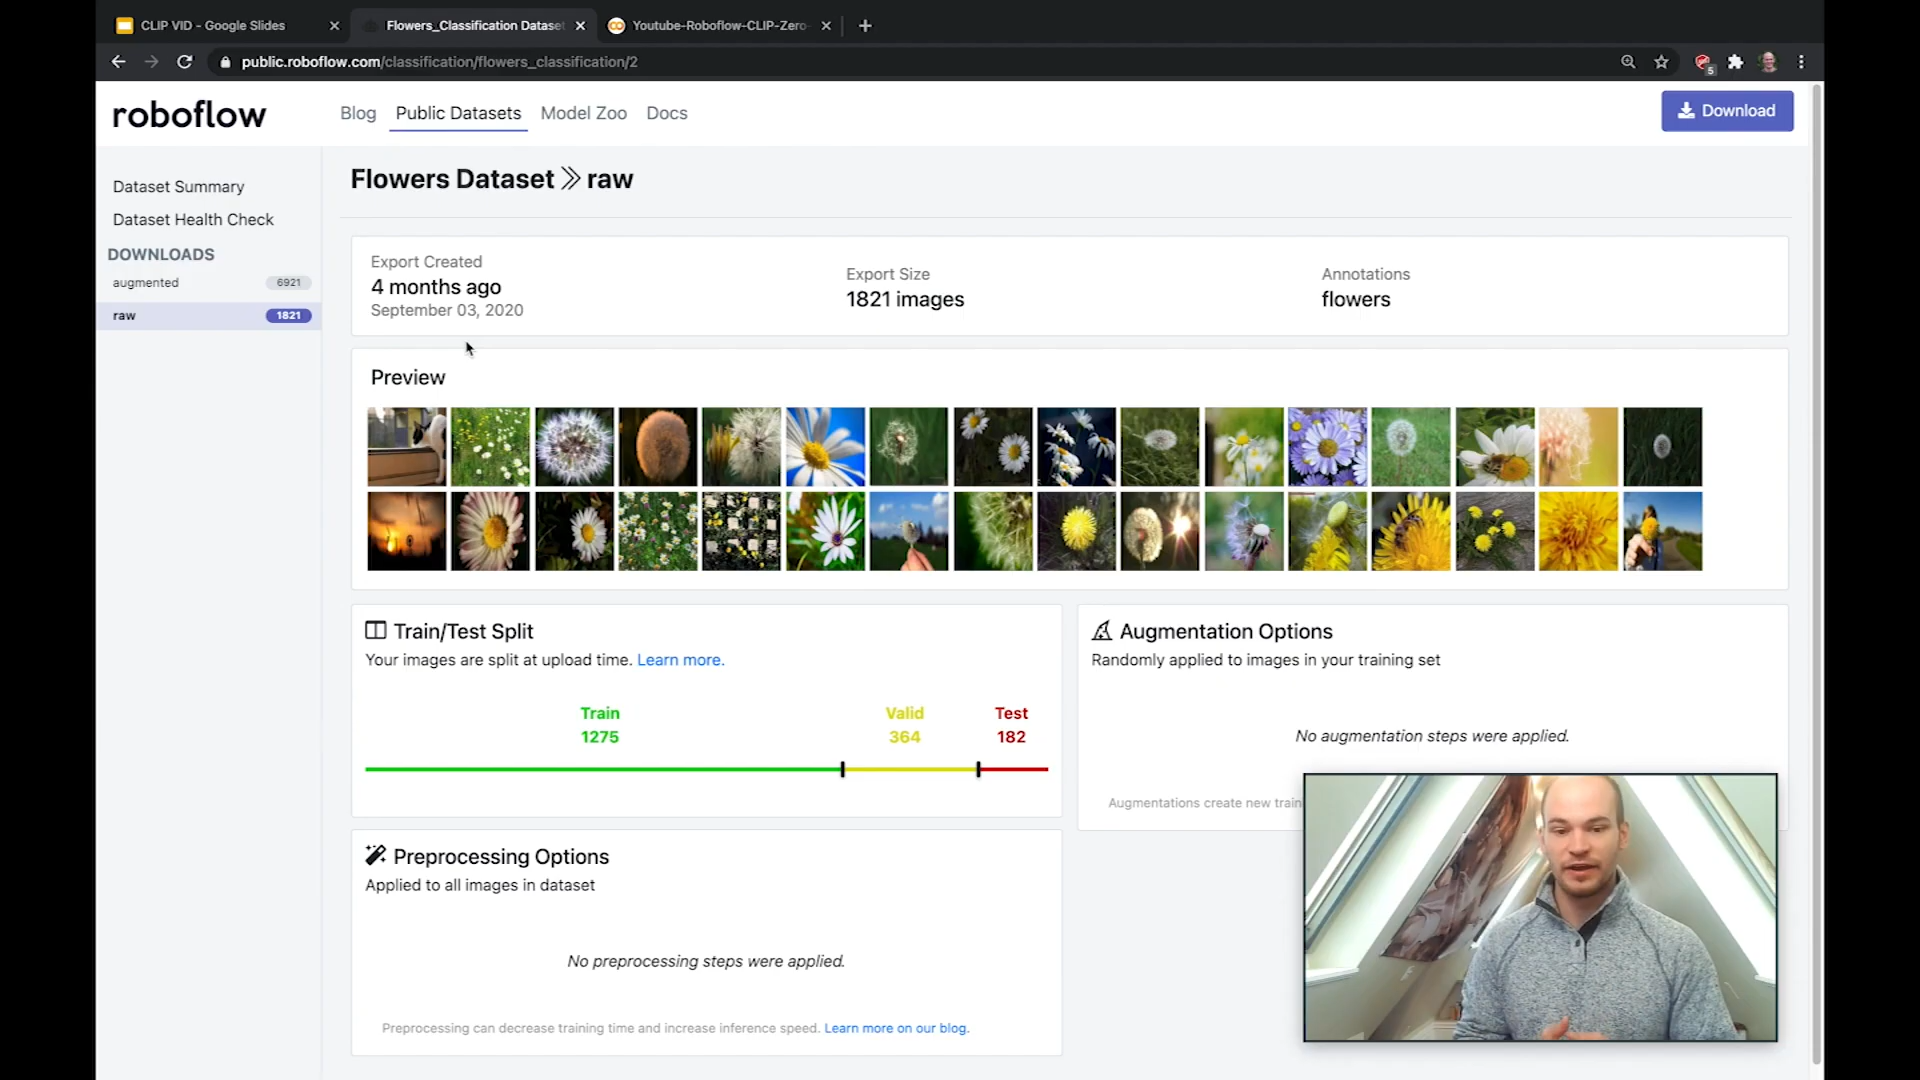 CLIP VID - Google Slides
Flowers_Classification Dataset
Youtube-Roboflow-CLIP-Zero-
public.roboflow.com/classification/flowers_classification/2
5
roboflow
Blog
Public Datasets
Model Zoo
Docs
Download
Dataset Summary
Dataset Health Check
DOWNLOADS
augmented 6921
raw 1821
Flowers Dataset >> raw
Export Created
4 months ago
September 03, 2020
Export Size
1821 images
Annotations
flowers
Preview
Train/Test Split
Your images are split at upload time. Learn more.
Train
1275
Valid
364
Test
182
Augmentation Options
Randomly applied to images in your training set
No augmentation steps were applied.
Augmentations create new train
Preprocessing Options
Applied to all images in dataset
No preprocessing steps were applied.
Preprocessing can decrease training time and increase inference speed. Learn more on our blog.